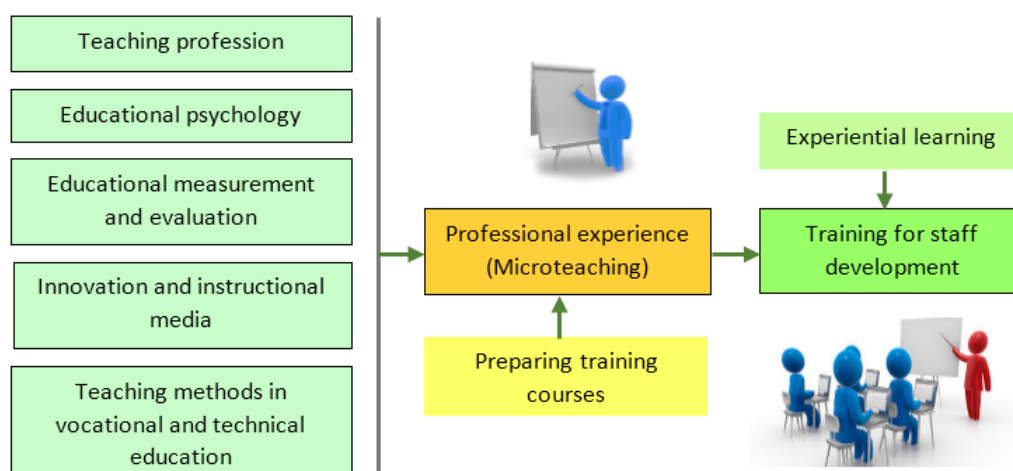 Teaching profession
Educational psychology
Educational measurement
and evaluation
Innovation and instructional
media
Teaching methods in
vocational and technical
education
Professional experience
(Microteaching)
Preparing training
courses
Experiential learning
Training for staff
development